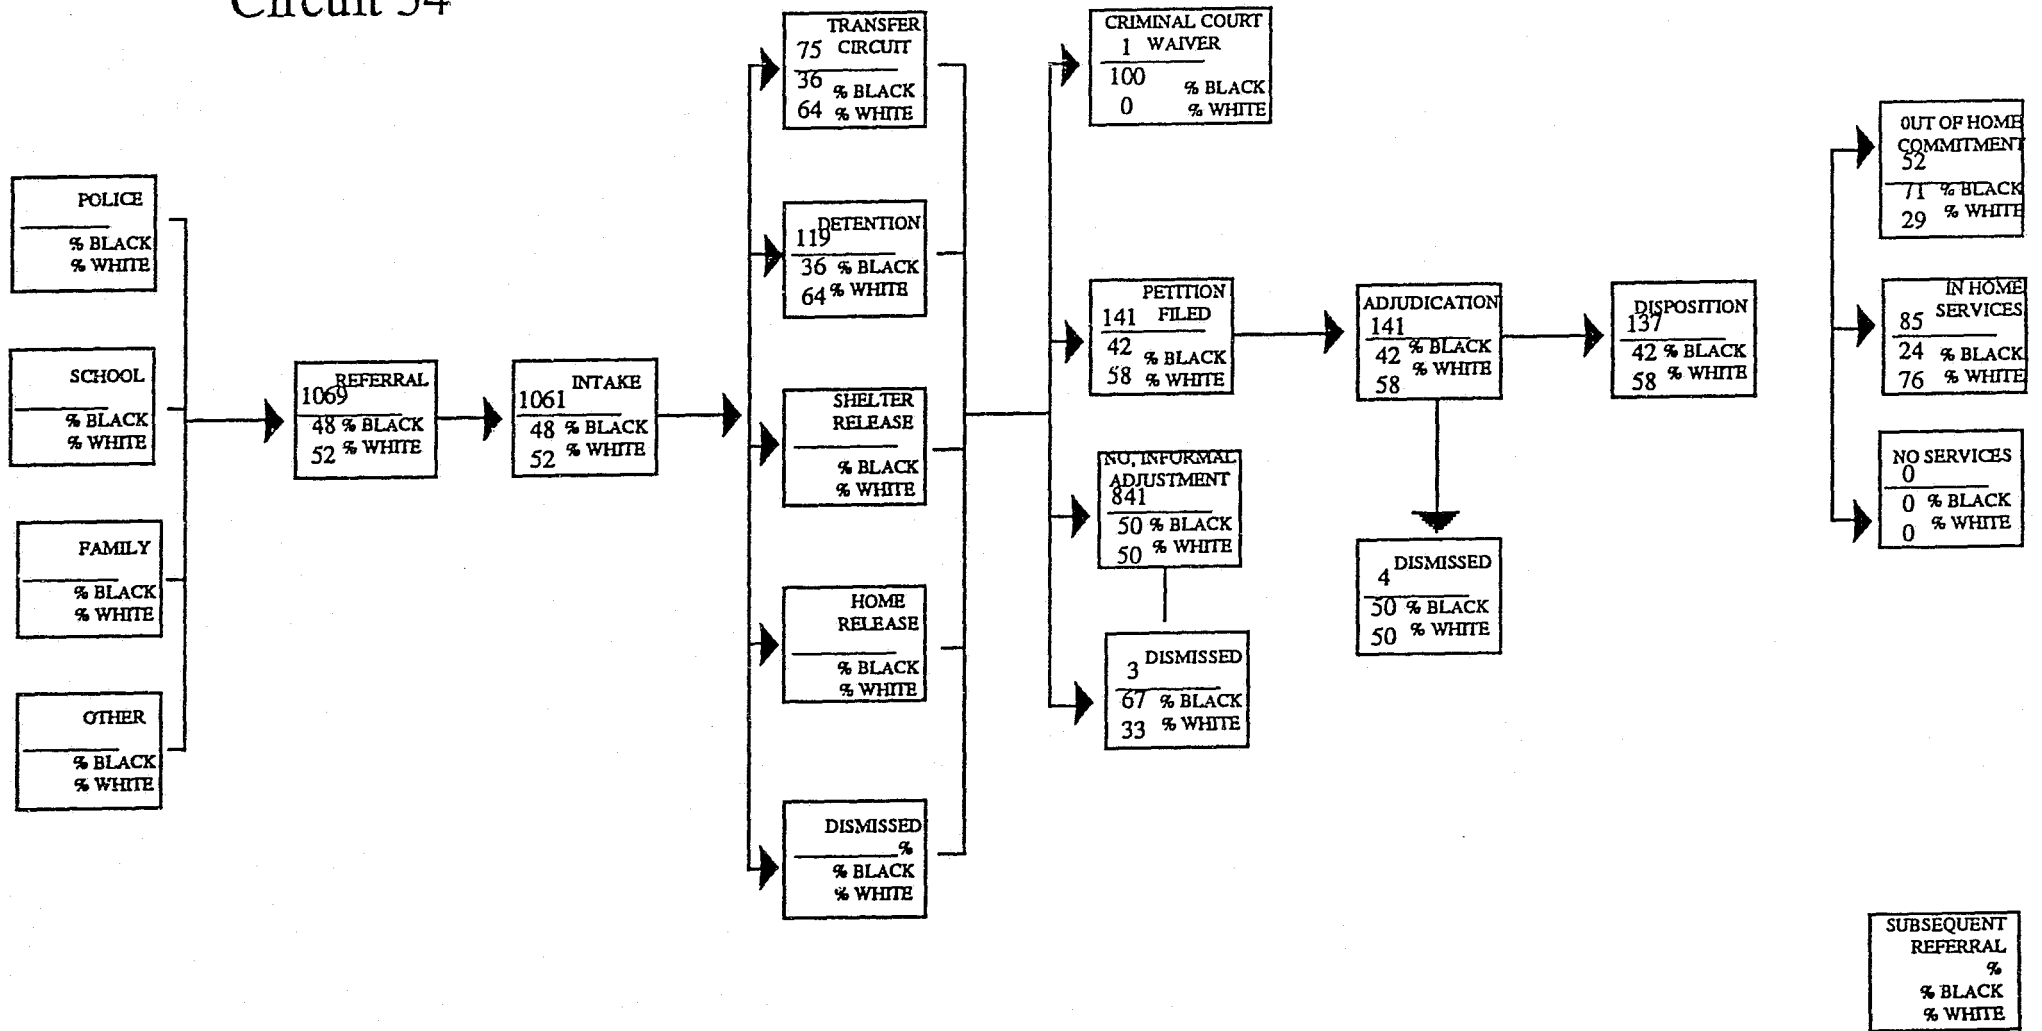 Circuit 34
POLICE
% BLACK
% WHITE
SCHOOL
% BLACK
% WHITE
FAMILY
% BLACK
% WHITE
OTHER
% BLACK
% WHITE
REFERRAL
1069
48 % BLACK
52 % WHITE
INTAKE
1061
48 % BLACK
52 % WHITE
TRANSFER
75 CIRCUIT
36 % BLACK
64 % WHITE
DETENTION
119
36 % BLACK
64 % WHITE
SHELTER
RELEASE
% BLACK
% WHITE
HOME
RELEASE
% BLACK
% WHITE
DISMISSED
%
% BLACK
% WHITE
CRIMINAL COURT
1 WAIVER
100 % BLACK
0 % WHITE
PETITION
141 FILED
42 % BLACK
58 % WHITE
NO, INFORMAL
ADJUSTMENT
841
50 % BLACK
50 % WHITE
3 DISMISSED
67 % BLACK
33 % WHITE
ADJUDICATION
141
42 % BLACK
58 % WHITE
4 DISMISSED
50 % BLACK
50 % WHITE
DISPOSITION
137
42 % BLACK
58 % WHITE
OUT OF HOME
COMMITMENT
52
71 % BLACK
29 % WHITE
IN HOME
85 SERVICES
24 % BLACK
76 % WHITE
NO SERVICES
0
0 % BLACK
0 % WHITE
SUBSEQUENT
REFERRAL
%
% BLACK
% WHITE